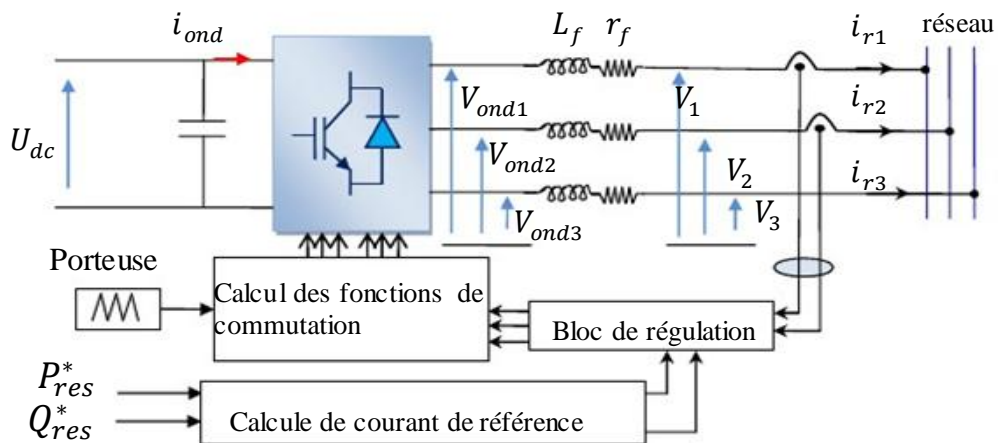 i_ond
L_f r_f
i_r1
réseau
V_ond1
V_1
i_r2
U_dc
V_ond2
V_2
i_r3
V_ond3
V_3
Porteuse
Calcul des fonctions de
commutation
Bloc de régulation
P*_res
Q*_res
Calcule de courant de référence